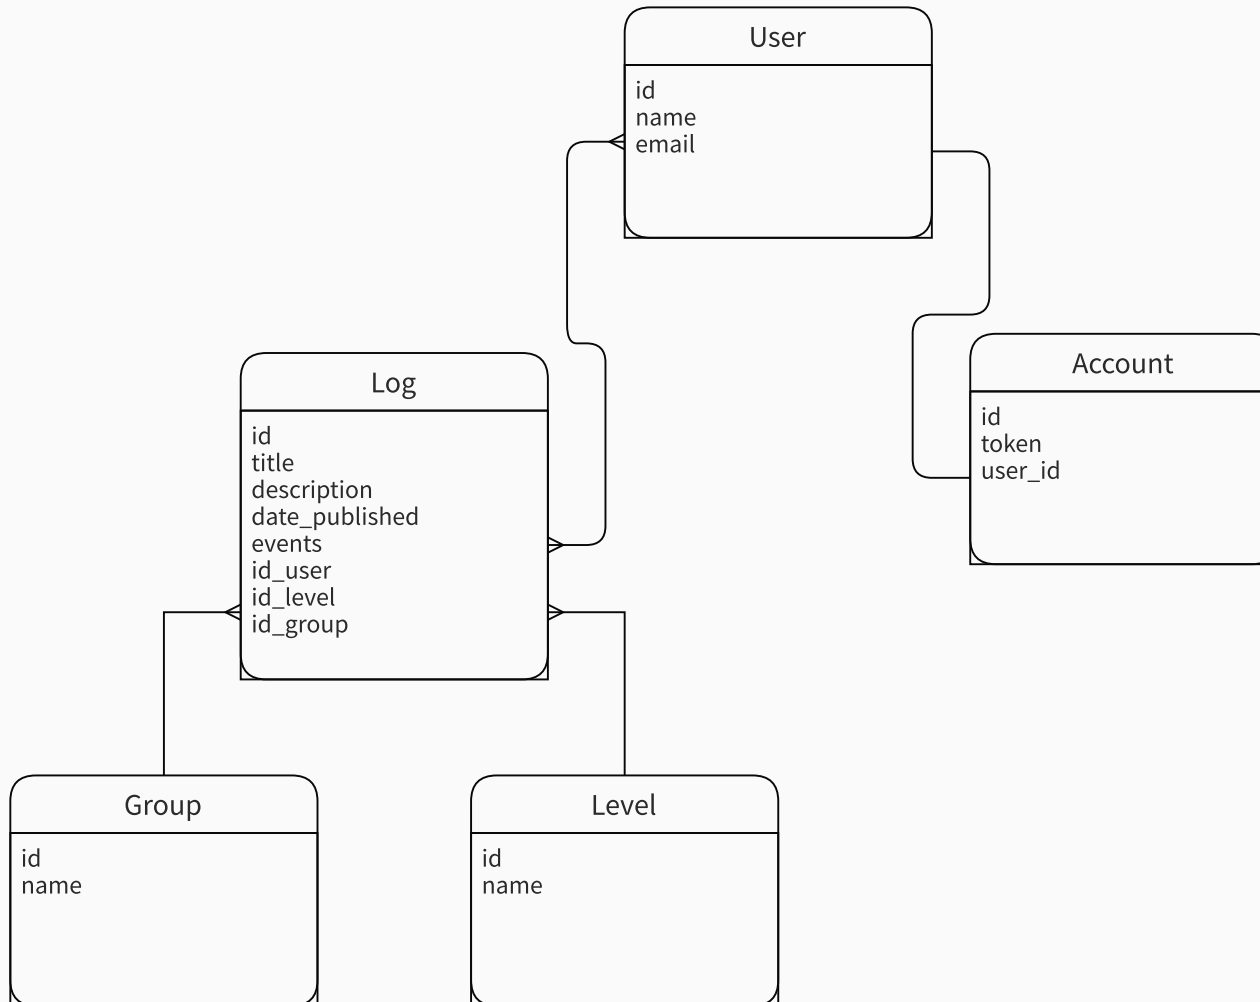 User
id
name
email
Log
id
title
description
date_published
events
id_user
id_level
id_group
Account
id
token
user_id
Group
id
name
Level
id
name